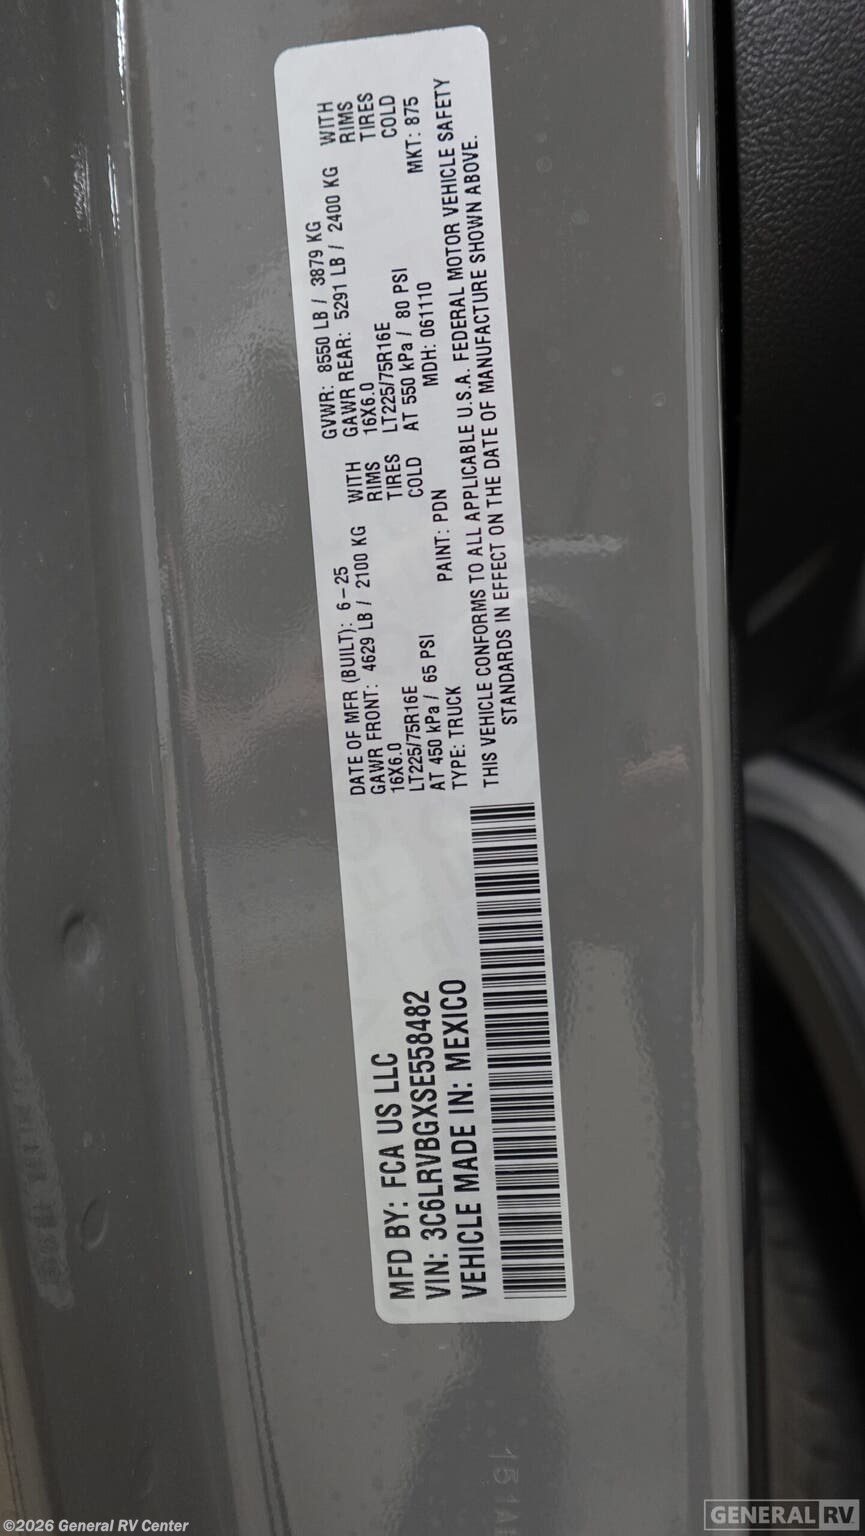 MFD BY: FCA US LLC
VIN: 3C6LRVBGXSE558482
VEHICLE MADE IN: MEXICO
DATE OF MFR (BUILT): 6-25 GVWR: 8550 LB / 3879 KG
GAWR FRONT: 4629 LB / 2100 KG WITH GAWR REAR: 5291 LB / 2400 KG WITH
16X6.0 RIMS 16X6.0 RIMS
LT225/75R16E TIRES LT225/75R16E TIRES
AT 450 kPa / 65 PSI COLD AT 550 kPa / 80 PSI COLD
TYPE: TRUCK PAINT: PDN MDH: 061110 MKT: 875
THIS VEHICLE CONFORMS TO ALL APPLICABLE U.S.A. FEDERAL MOTOR VEHICLE SAFETY
STANDARDS IN EFFECT ON THE DATE OF MANUFACTURE SHOWN ABOVE.
©2026 General RV Center
GENERAL RV